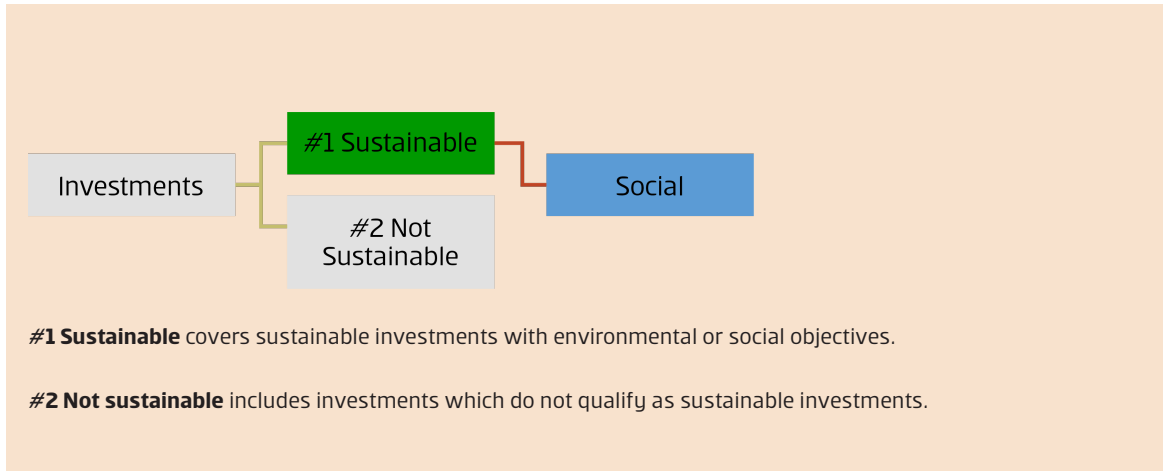 #1 Sustainable
Investments
Social
#2 Not
Sustainable
#1 Sustainable covers sustainable investments with environmental or social objectives.
#2 Not sustainable includes investments which do not qualify as sustainable investments.